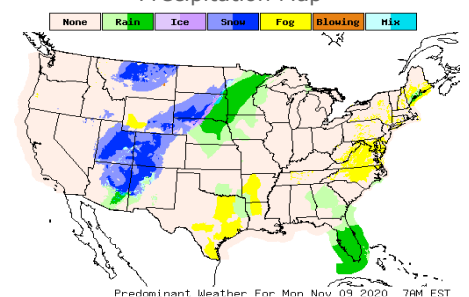 Precipitation Map
None Rain Ice Snow Fog Blowing Mix
Predominant Weather For Mon Nov 09 2020 7AM EST